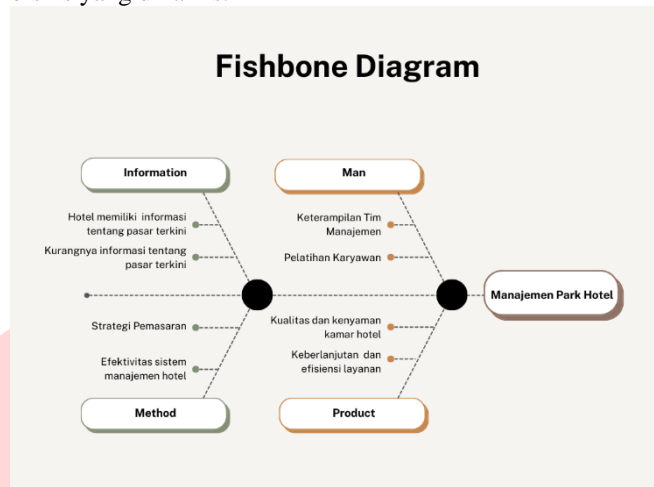 Fishbone Diagram
Information
Man
Hotel memiliki informasi
tentang pasar terkini
Keterampilan Tim
Manajemen
Kurangnya informasi tentang
pasar terkini
Pelatihan Karyawan
Manajemen Park Hotel
Strategi Pemasaran
Kualitas dan kenyaman
kamar hotel
Efektivitas sistem
manajemen hotel
Keberlanjutan dan
efisiensi layanan
Method
Product